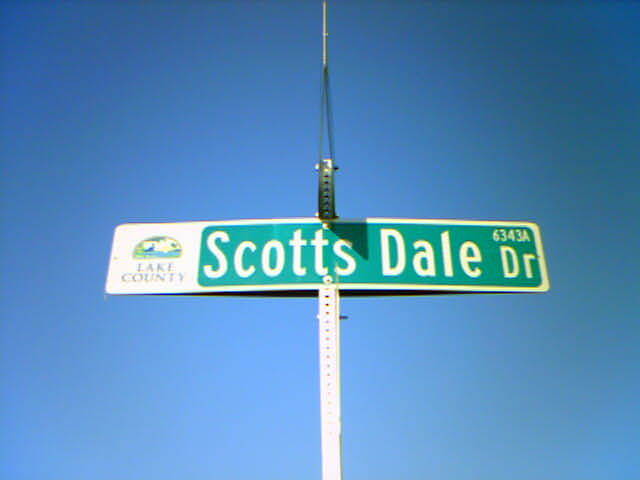 LAKE
COUNTY
Scotts Dale Dr
6343A